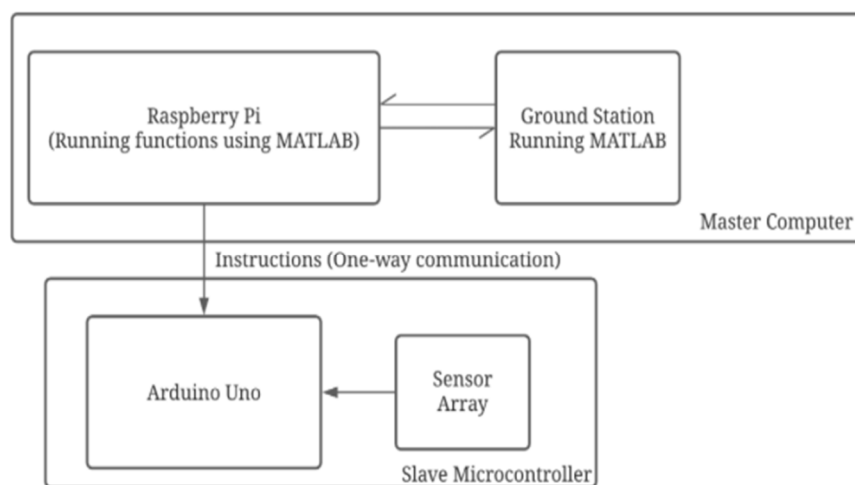 Raspberry Pi
(Running functions using MATLAB)
Ground Station
Running MATLAB
Master Computer
Instructions (One-way communication)
Arduino Uno
Sensor
Array
Slave Microcontroller